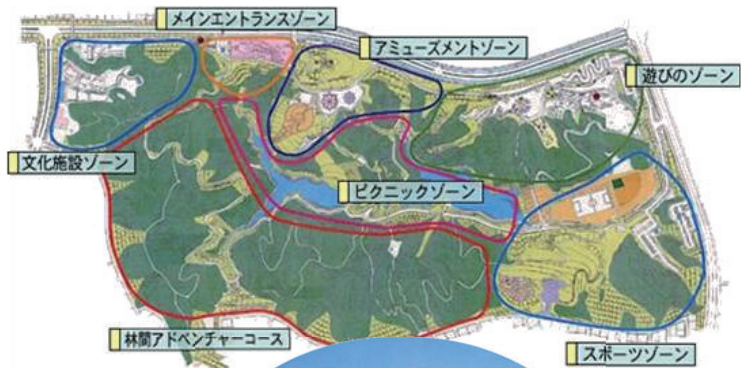 メインエントランスゾーン
アミューズメントゾーン
遊びのゾーン
文化施設ゾーン
ピクニックゾーン
林間アドベンチャーコース
スポーツゾーン